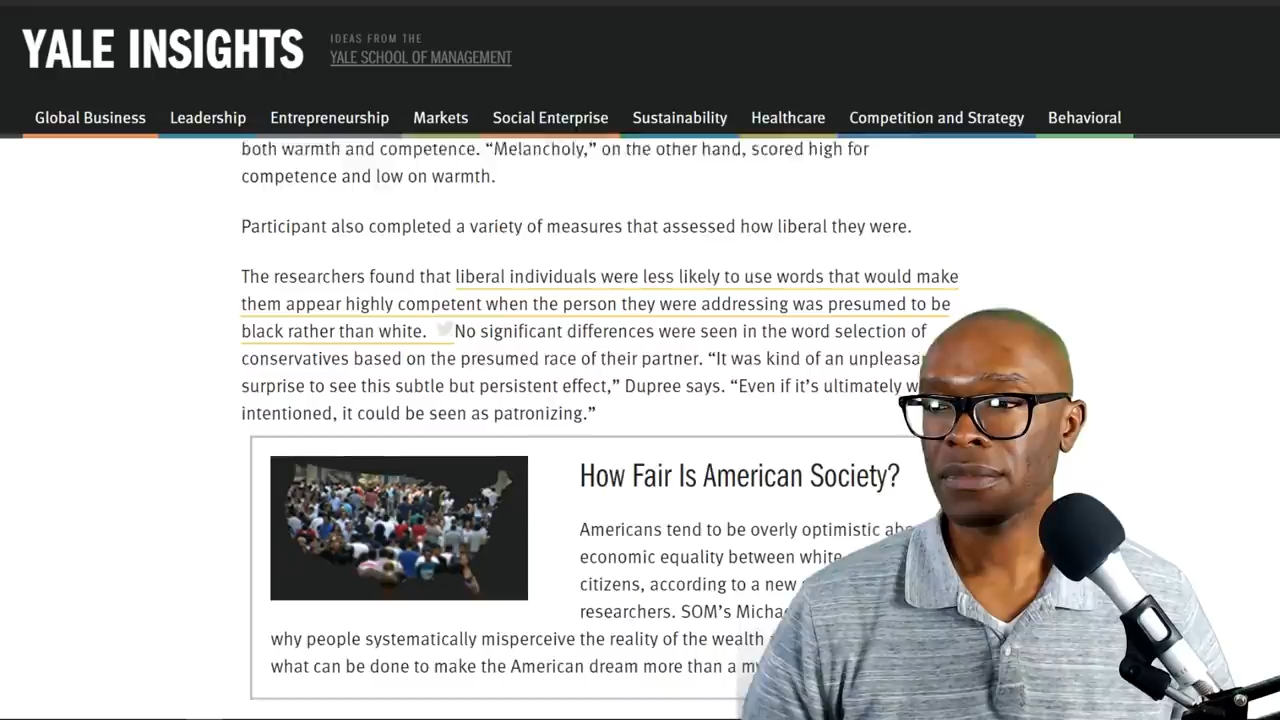 YALE INSIGHTS
IDEAS FROM THE
YALE SCHOOL OF MANAGEMENT
Global Business Leadership Entrepreneurship Markets Social Enterprise Sustainability Healthcare Competition and Strategy Behavioral
both warmth and competence. “Melancholy,” on the other hand, scored high for
competence and low on warmth.
Participant also completed a variety of measures that assessed how liberal they were.
The researchers found that liberal individuals were less likely to use words that would make
them appear highly competent when the person they were addressing was presumed to be
black rather than white. No significant differences were seen in the word selection of
conservatives based on the presumed race of their partner. “It was kind of an
surprise to see this subtle but persistent effect,” Dupree says. “Even if it’s ultimately
intentioned, it could be seen as patronizing.”
How Fair Is American Society?
Americans tend to be overly optimistic
economic equality between white
citizens, according to a new
researchers. SOM’s
why people systematically misperceive the reality of the wealth
what can be done to make the American dream more than a